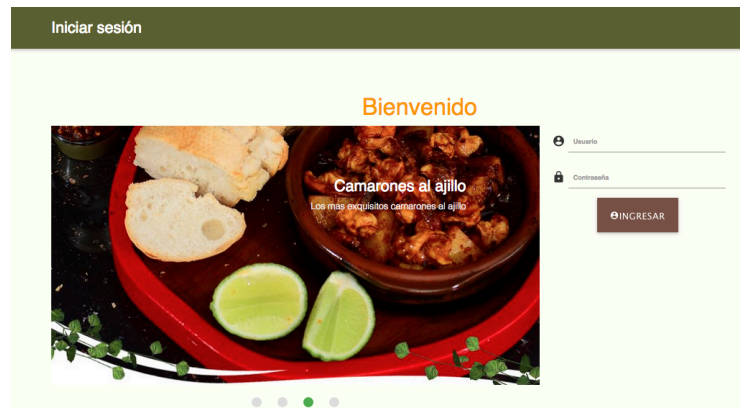 Iniciar sesión
Bienvenido
Camarones al ajillo
Los mas exquisitos camarones al ajillo
Usuario
Contraseña
INGRESAR